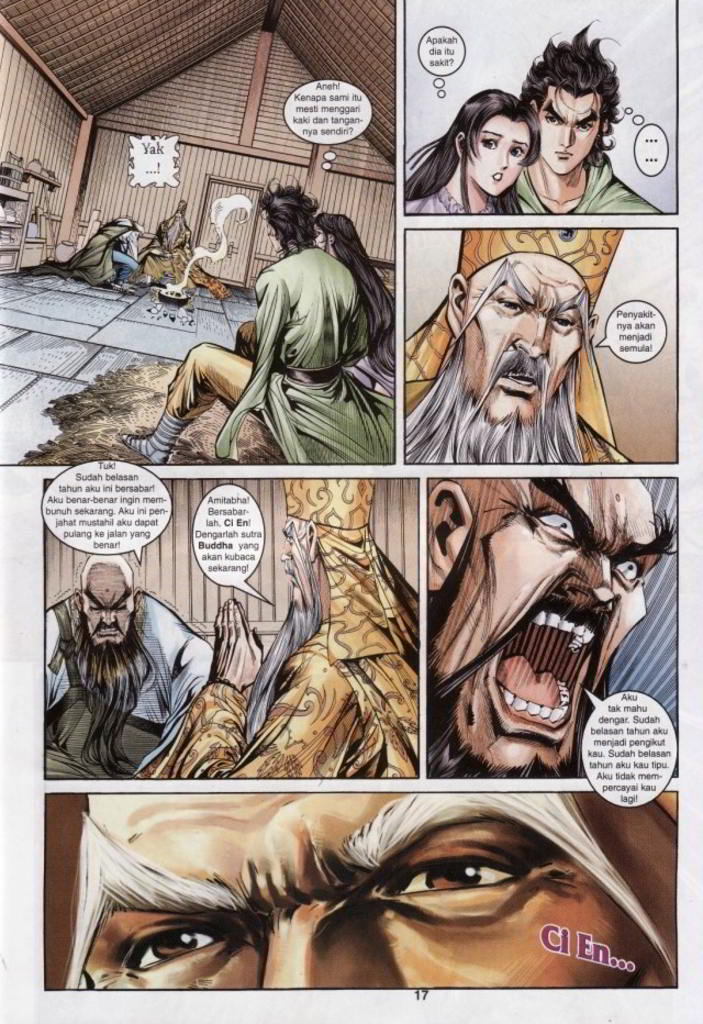 Aneh!
Kenapa sami itu
mesti menggari
kaki dan tangan-
nya sendiri?
Yak
...!
Apakah
dia itu
sakit?
...
...
Penyakit-
nya akan
menjadi
semula!
Tuk!
Sudah belasan
tahun aku ini bersabar!
Aku benar-benar ingin mem-
bunuh sekarang. Aku ini pen-
jahat mustahil aku dapat
pulang ke jalan yang
benar!
Amitabha!
Bersabar-
lah, Ci En!
Dengarlah sutra
Buddha yang
akan kubaca
sekarang!
Aku
tak mahu
dengar. Sudah
belasan tahun aku
menjadi pengikut
kau. Sudah belasan
tahun aku kau tipu.
Aku tidak mem-
percayai kau
lagi!
Ci En...
17